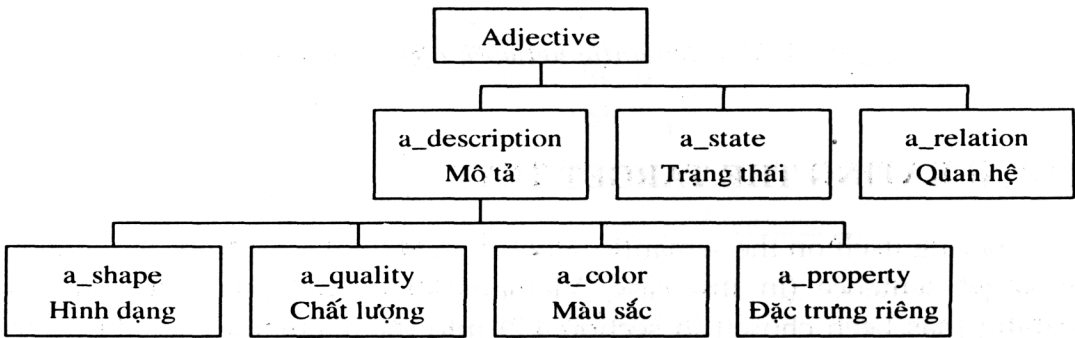 Adjective
a_description
Mô tả
a_state
Trạng thái
a_relation
Quan hệ
a_shape
Hình dạng
a_quality
Chất lượng
a_color
Màu sắc
a_property
Đặc trưng riêng